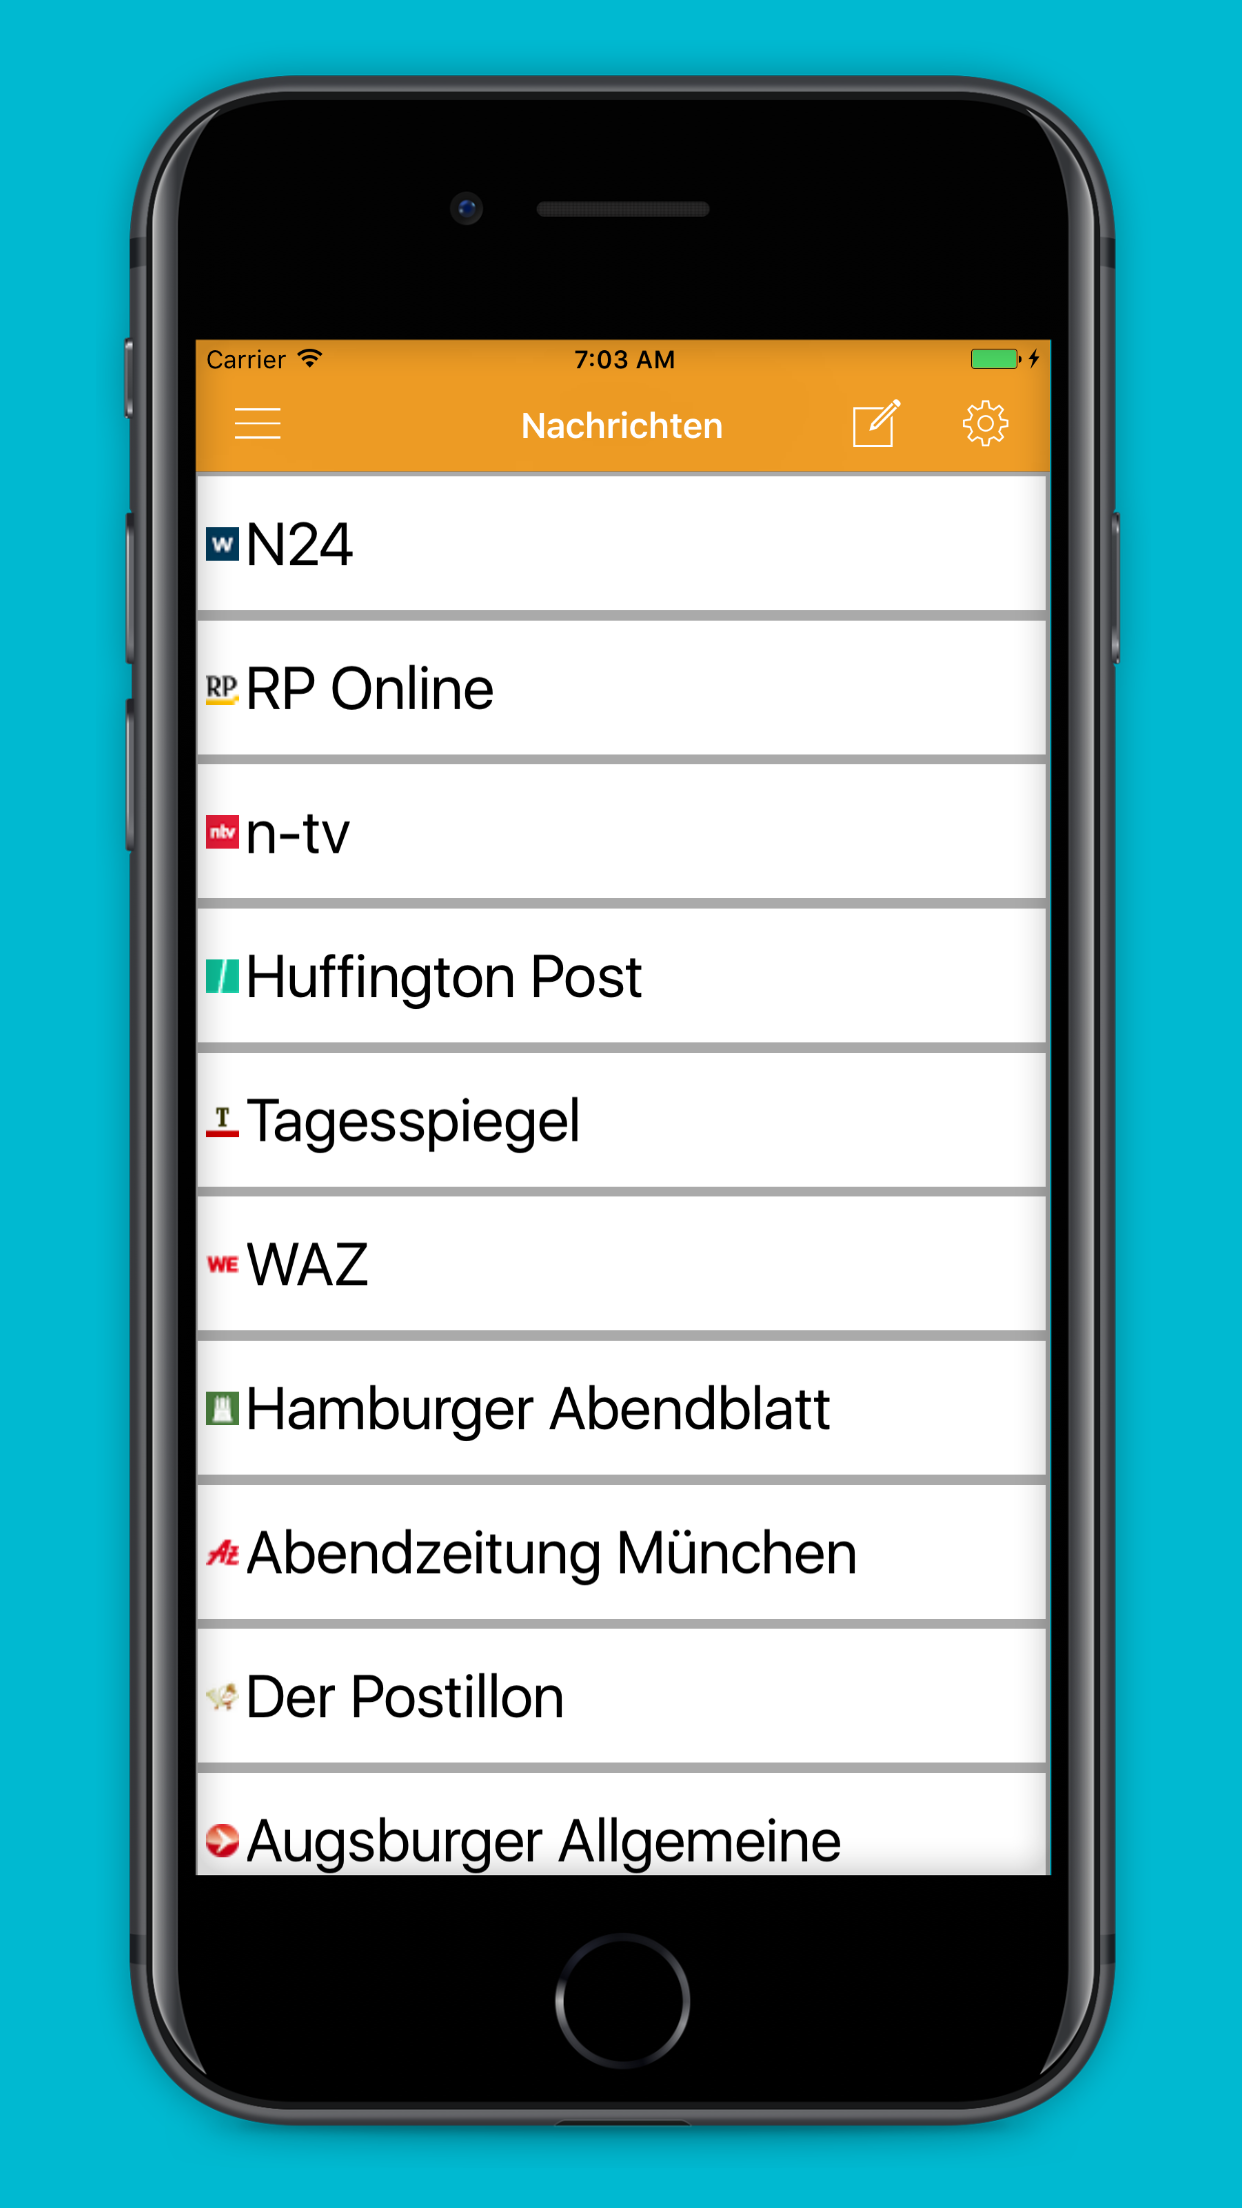 Carrier 7:03 AM
Nachrichten
W N24
RP RP Online
ntv n-tv
Huffington Post
T Tagesspiegel
WE WAZ
Hamburger Abendblatt
AZ Abendzeitung München
Der Postillon
Augsburger Allgemeine